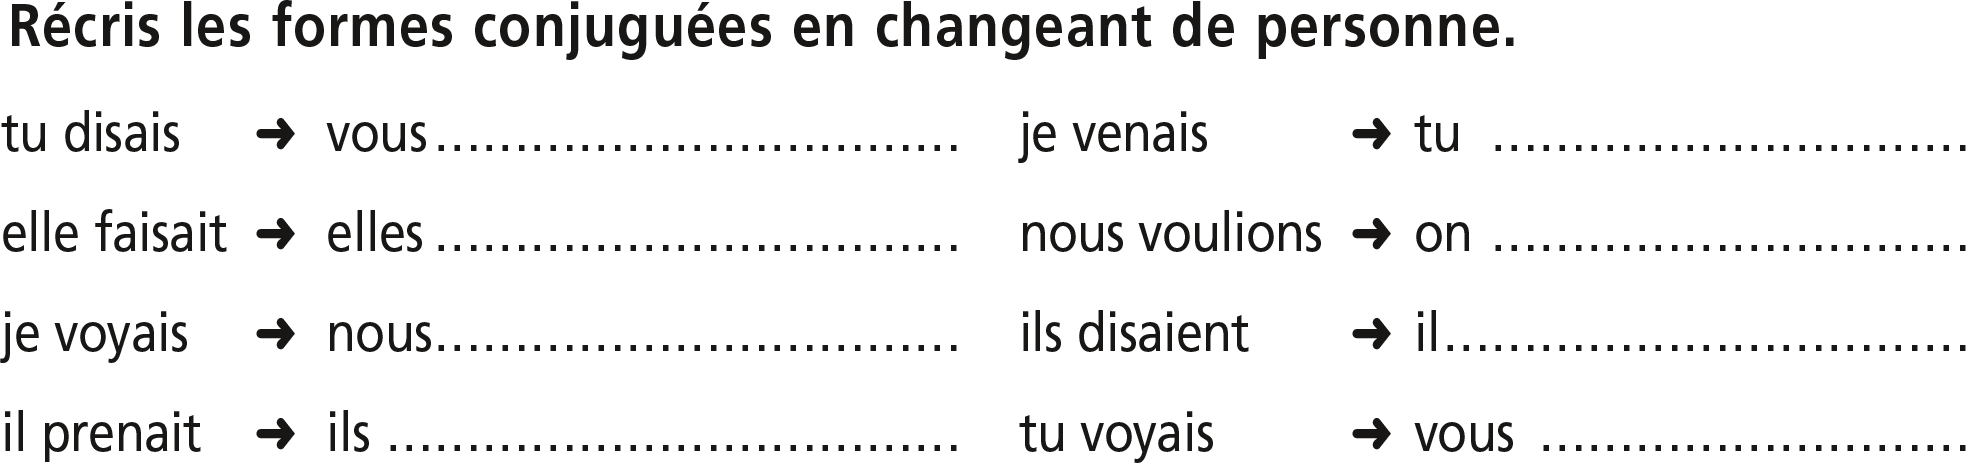 Récris les formes conjuguées en changeant de personne.
tu disais ➜ vous ................................. je venais ➜ tu ..............................
elle faisait ➜ elles ................................. nous voulions ➜ on ..............................
je voyais ➜ nous ................................. ils disaient ➜ il .................................
il prenait ➜ ils .................................... tu voyais ➜ vous ...........................